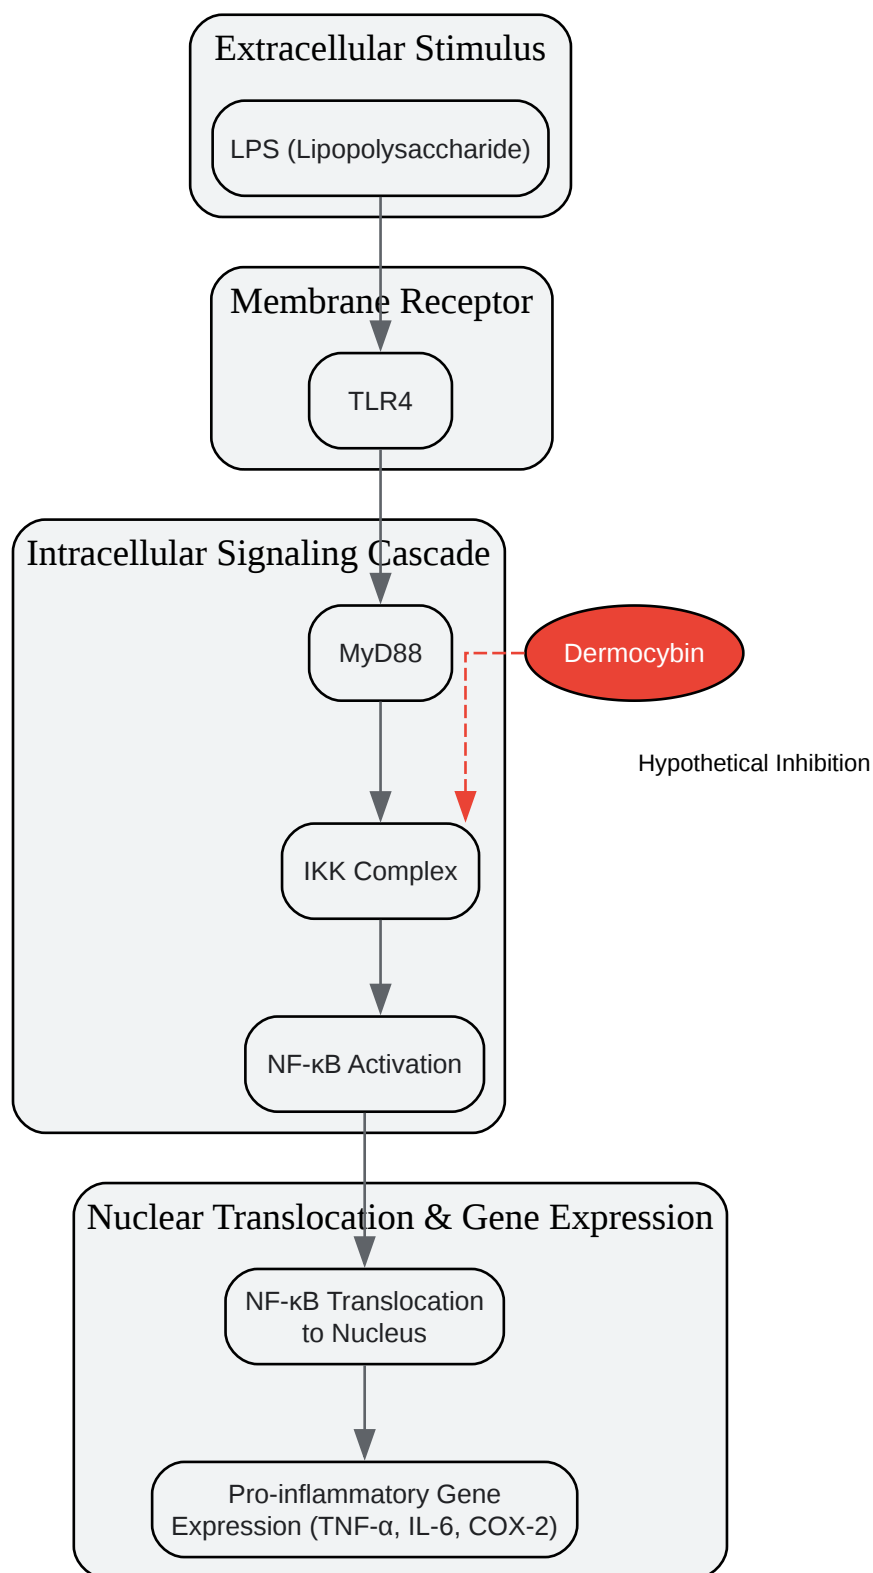 Extracellular Stimulus
LPS (Lipopolysaccharide)
Membrane Receptor
TLR4
Intracellular Signaling Cascade
MyD88
Dermocybin
Hypothetical Inhibition
IKK Complex
NF-κB Activation
Nuclear Translocation & Gene Expression
NF-κB Translocation
to Nucleus
Pro-inflammatory Gene
Expression (TNF-α, IL-6, COX-2)